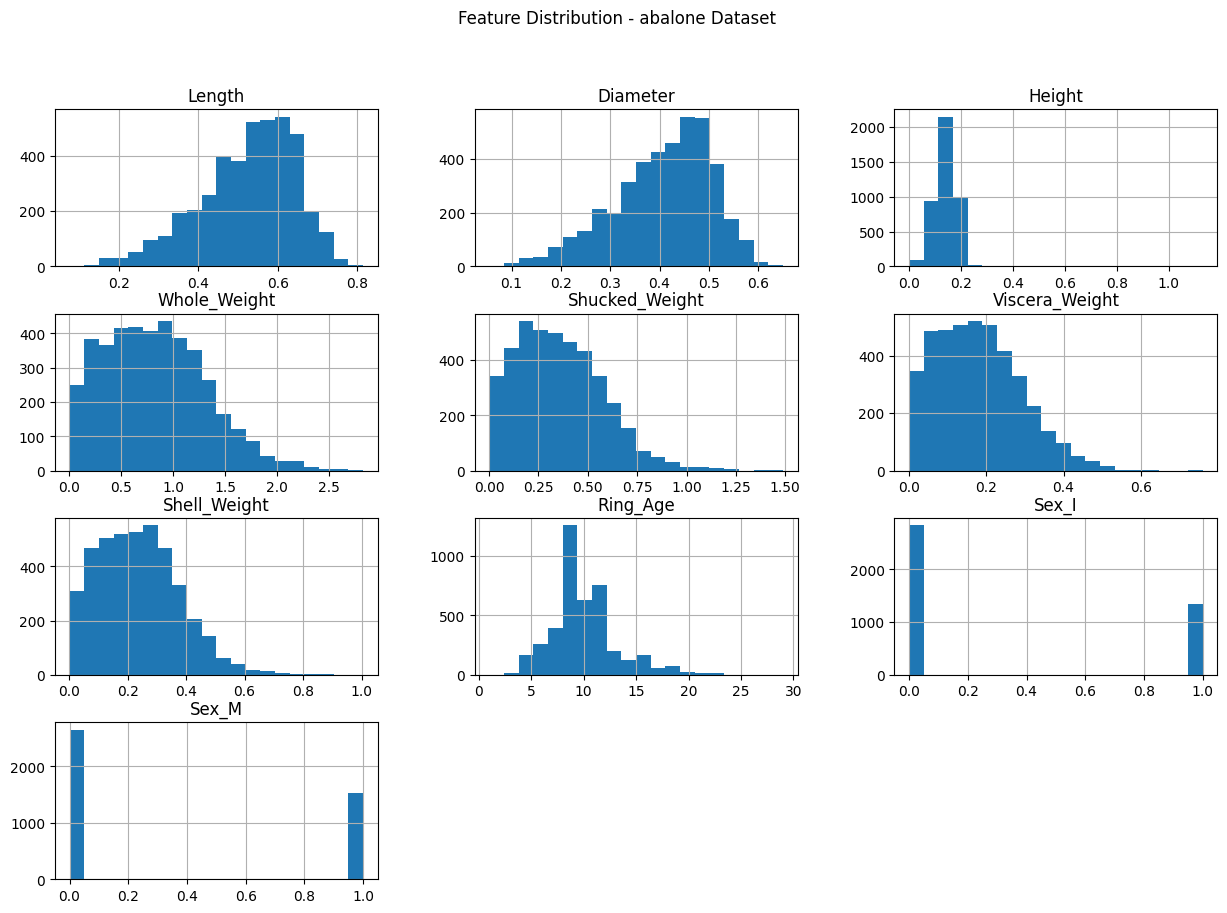 Feature Distribution - abalone Dataset
Length
Diameter
Height
400
200
0
0.2 0.4 0.6 0.8
400
200
0
0.1 0.2 0.3 0.4 0.5 0.6
2000
1500
1000
500
0
0.0 0.2 0.4 0.6 0.8 1.0
Whole_Weight
Shucked_Weight
Viscera_Weight
400
300
200
100
0
0.0 0.5 1.0 1.5 2.0 2.5
400
200
0
0.00 0.25 0.50 0.75 1.00 1.25 1.50
400
200
0
0.0 0.2 0.4 0.6
Shell_Weight
Ring_Age
Sex_I
400
200
0
0.0 0.2 0.4 0.6 0.8 1.0
1000
500
0
0 5 10 15 20 25 30
2000
1000
0
0.0 0.2 0.4 0.6 0.8 1.0
Sex_M
2000
1000
0
0.0 0.2 0.4 0.6 0.8 1.0